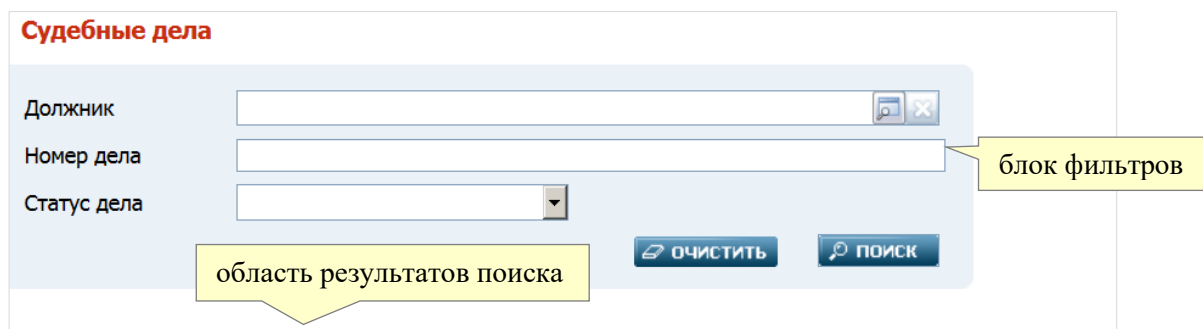 Судебные дела
Должник
Номер дела
блок фильтров
Статус дела
ОЧИСТИТЬ
ПОИСК
область результатов поиска